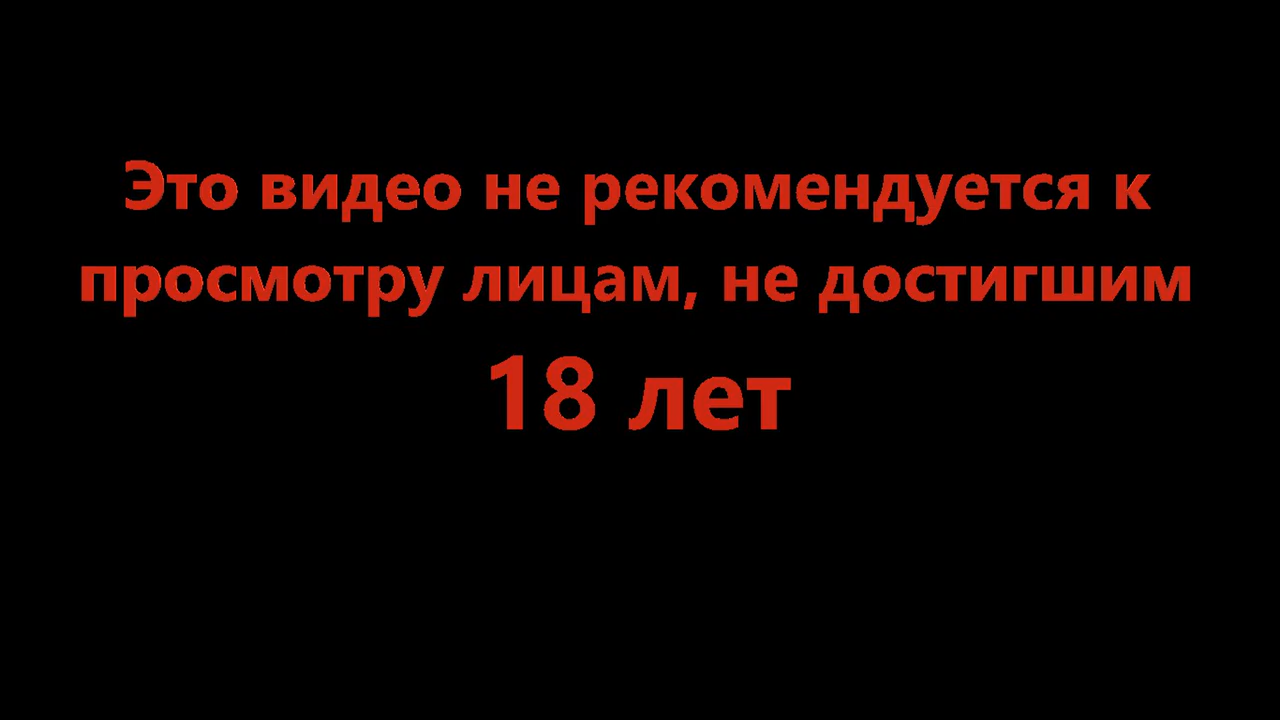 Это видео не рекомендуется к
просмотру лицам, не достигшим
18 лет